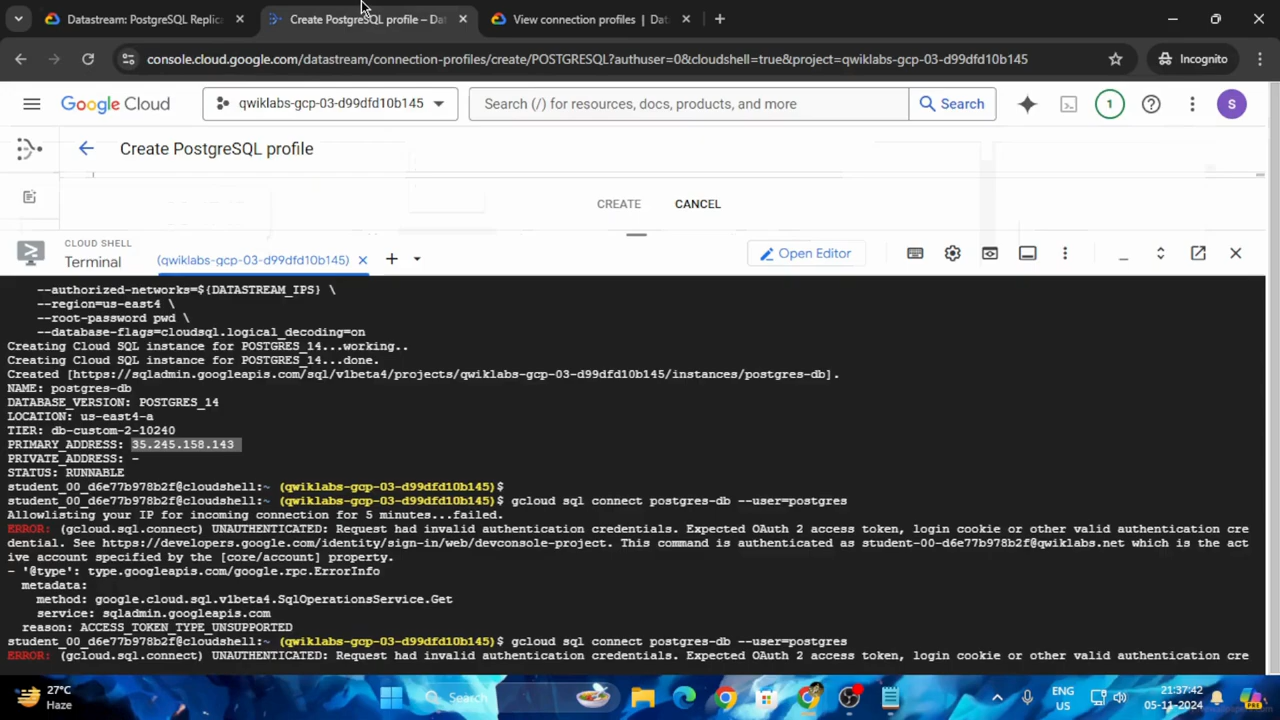 Datastream: PostgreSQL Replic
Create PostgreSQL profile – Da
View connection profiles | Dat
console.cloud.google.com/datastream/connection-profiles/create/POSTGRESQL?authuser=0&cloudshell=true&project=qwiklabs-gcp-03-d99dfd10b145
Incognito
Google Cloud
qwiklabs-gcp-03-d99dfd10b145
Search (/) for resources, docs, products, and more
Search
1
S
Create PostgreSQL profile
CREATE
CANCEL
CLOUD SHELL
Terminal
(qwiklabs-gcp-03-d99dfd10b145)
Open Editor
--authorized-networks=${DATASTREAM_IPS} \
--region=us-east4 \
--root-password pwd \
--database-flags=cloudsql.logical_decoding=on
Creating Cloud SQL instance for POSTGRES_14...working..
Creating Cloud SQL instance for POSTGRES_14...done.
Created [https://sqladmin.googleapis.com/sql/v1beta4/projects/qwiklabs-gcp-03-d99dfd10b145/instances/postgres-db].
NAME: postgres-db
DATABASE_VERSION: POSTGRES_14
LOCATION: us-east4-a
TIER: db-custom-2-10240
PRIMARY_ADDRESS: 35.245.158.143
PRIVATE_ADDRESS: -
STATUS: RUNNABLE
student_00_d6e77b978b2f@cloudshell:~ (qwiklabs-gcp-03-d99dfd10b145)$
student_00_d6e77b978b2f@cloudshell:~ (qwiklabs-gcp-03-d99dfd10b145)$ gcloud sql connect postgres-db --user=postgres
Allowlisting your IP for incoming connection for 5 minutes...failed.
ERROR: (gcloud.sql.connect) UNAUTHENTICATED: Request had invalid authentication credentials. Expected OAuth 2 access token, login cookie or other valid authentication cre
dential. See https://developers.google.com/identity/sign-in/web/devconsole-project. This command is authenticated as student-00-d6e77b978b2f@qwiklabs.net which is the act
ive account specified by the [core/account] property.
- '@type': type.googleapis.com/google.rpc.ErrorInfo
metadata:
method: google.cloud.sql.v1beta4.SqlOperationsService.Get
service: sqladmin.googleapis.com
reason: ACCESS_TOKEN_TYPE_UNSUPPORTED
student_00_d6e77b978b2f@cloudshell:~ (qwiklabs-gcp-03-d99dfd10b145)$ gcloud sql connect postgres-db --user=postgres
ERROR: (gcloud.sql.connect) UNAUTHENTICATED: Request had invalid authentication credentials. Expected OAuth 2 access token, login cookie or other valid authentication cre
27°C
Haze
Search
ENG
US
21:37:42
05-11-2024
PRE